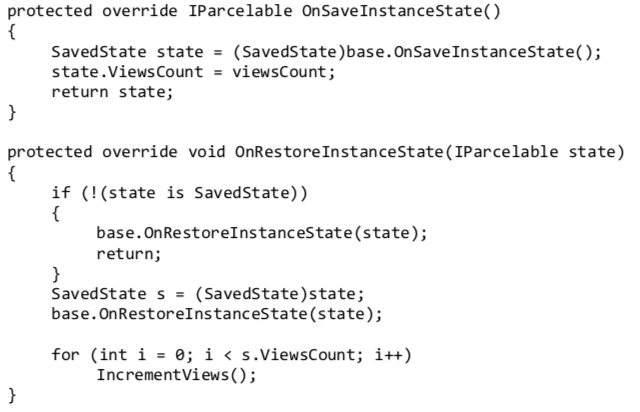 protected override IParcelable OnSaveInstanceState()
{
     SavedState state = (SavedState)base.OnSaveInstanceState();
     state.ViewsCount = viewsCount;
     return state;
}

protected override void OnRestoreInstanceState(IParcelable state)
{
     if (!(state is SavedState))
     {
          base.OnRestoreInstanceState(state);
          return;
     }
     SavedState s = (SavedState)state;
     base.OnRestoreInstanceState(state);

     for (int i = 0; i < s.ViewsCount; i++)
          IncrementViews();
}